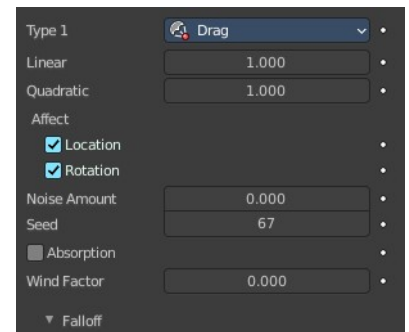 Type 1 Drag
Linear 1.000
Quadratic 1.000
Affect
Location
Rotation
Noise Amount 0.000
Seed 67
Absorption
Wind Factor 0.000
Falloff